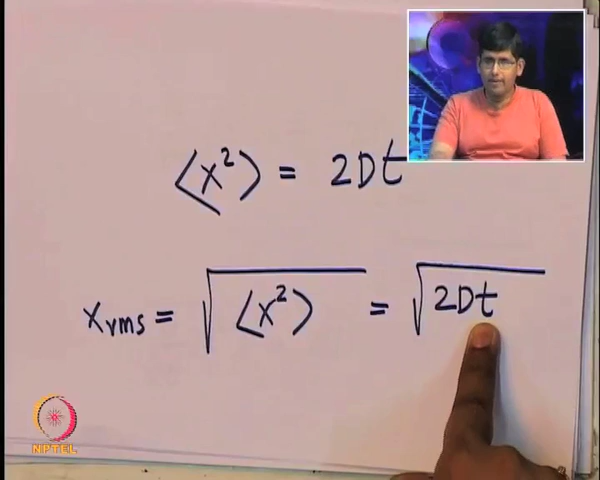 ⟨x²⟩ = 2Dt
x_rms = √⟨x²⟩ = √2Dt
NPTEL